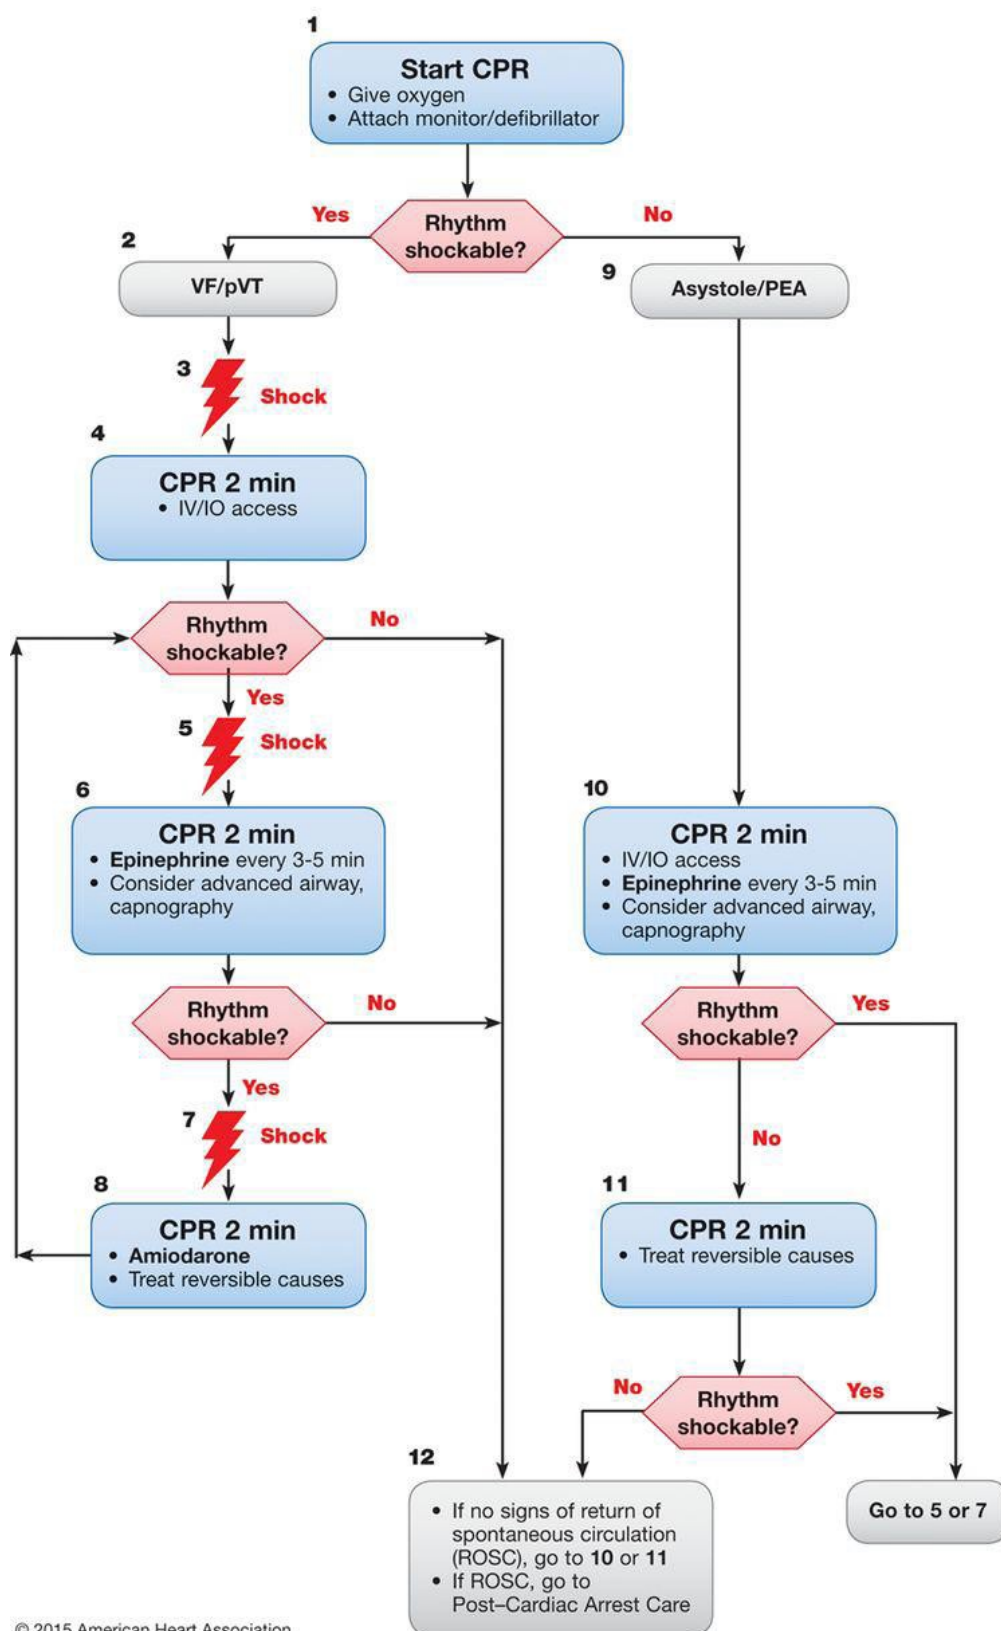 1
Start CPR
• Give oxygen
• Attach monitor/defibrillator
Rhythm
shockable?
Yes
No
2
VF/pVT
9
Asystole/PEA
3
Shock
4
CPR 2 min
• IV/IO access
Rhythm
shockable?
No
Yes
5
Shock
6
CPR 2 min
• Epinephrine every 3-5 min
• Consider advanced airway,
capnography
10
CPR 2 min
• IV/IO access
• Epinephrine every 3-5 min
• Consider advanced airway,
capnography
Rhythm
shockable?
No
Yes
Rhythm
shockable?
Yes
No
7
Shock
8
CPR 2 min
• Amiodarone
• Treat reversible causes
11
CPR 2 min
• Treat reversible causes
No
Rhythm
shockable?
Yes
12
• If no signs of return of
spontaneous circulation
(ROSC), go to 10 or 11
• If ROSC, go to
Post–Cardiac Arrest Care
Go to 5 or 7
© 2015 American Heart Association